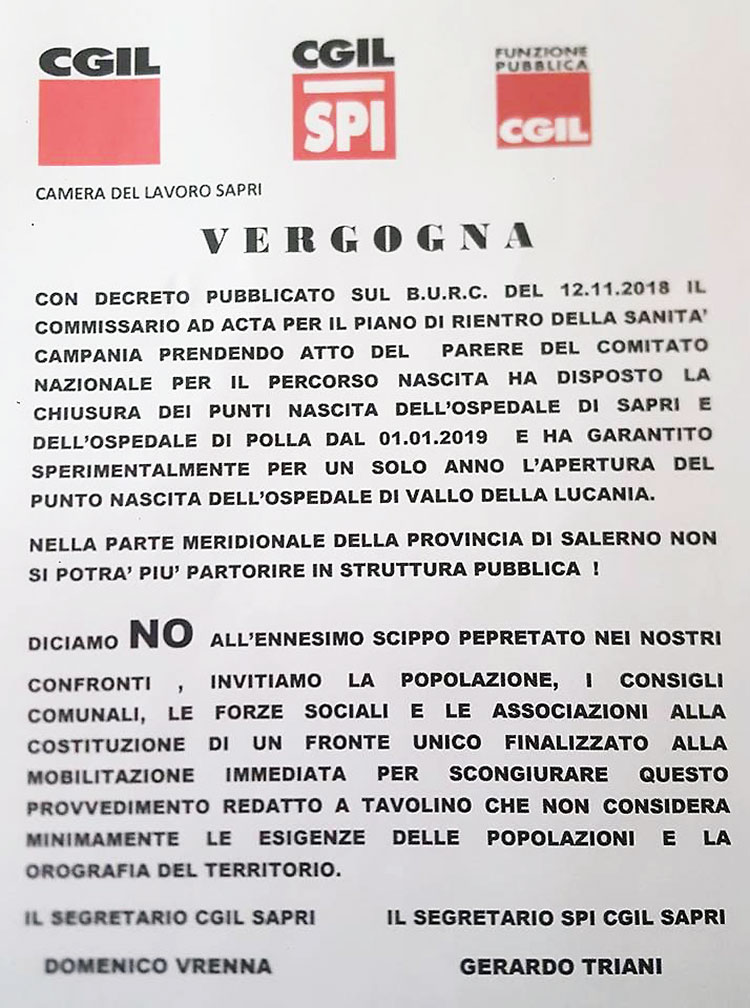 CGIL
CGIL
SPI
FUNZIONE
PUBBLICA
CGIL
CAMERA DEL LAVORO SAPRI
VERGOGNA
CON DECRETO PUBBLICATO SUL B.U.R.C. DEL 12.11.2018 IL
COMMISSARIO AD ACTA PER IL PIANO DI RIENTRO DELLA SANITA'
CAMPANIA PRENDENDO ATTO DEL PARERE DEL COMITATO
NAZIONALE PER IL PERCORSO NASCITA HA DISPOSTO LA
CHIUSURA DEI PUNTI NASCITA DELL'OSPEDALE DI SAPRI E
DELL'OSPEDALE DI POLLA DAL 01.01.2019 E HA GARANTITO
SPERIMENTALMENTE PER UN SOLO ANNO L'APERTURA DEL
PUNTO NASCITA DELL'OSPEDALE DI VALLO DELLA LUCANIA.
NELLA PARTE MERIDIONALE DELLA PROVINCIA DI SALERNO NON
SI POTRA' PIU' PARTORIRE IN STRUTTURA PUBBLICA !
DICIAMO NO ALL'ENNESIMO SCIPPO PEPRETATO NEI NOSTRI
CONFRONTI , INVITIAMO LA POPOLAZIONE, I CONSIGLI
COMUNALI, LE FORZE SOCIALI E LE ASSOCIAZIONI ALLA
COSTITUZIONE DI UN FRONTE UNICO FINALIZZATO ALLA
MOBILITAZIONE IMMEDIATA PER SCONGIURARE QUESTO
PROVVEDIMENTO REDATTO A TAVOLINO CHE NON CONSIDERA
MINIMAMENTE LE ESIGENZE DELLE POPOLAZIONI E LA
OROGRAFIA DEL TERRITORIO.
IL SEGRETARIO CGIL SAPRI IL SEGRETARIO SPI CGIL SAPRI
DOMENICO VRENNA GERARDO TRIANI